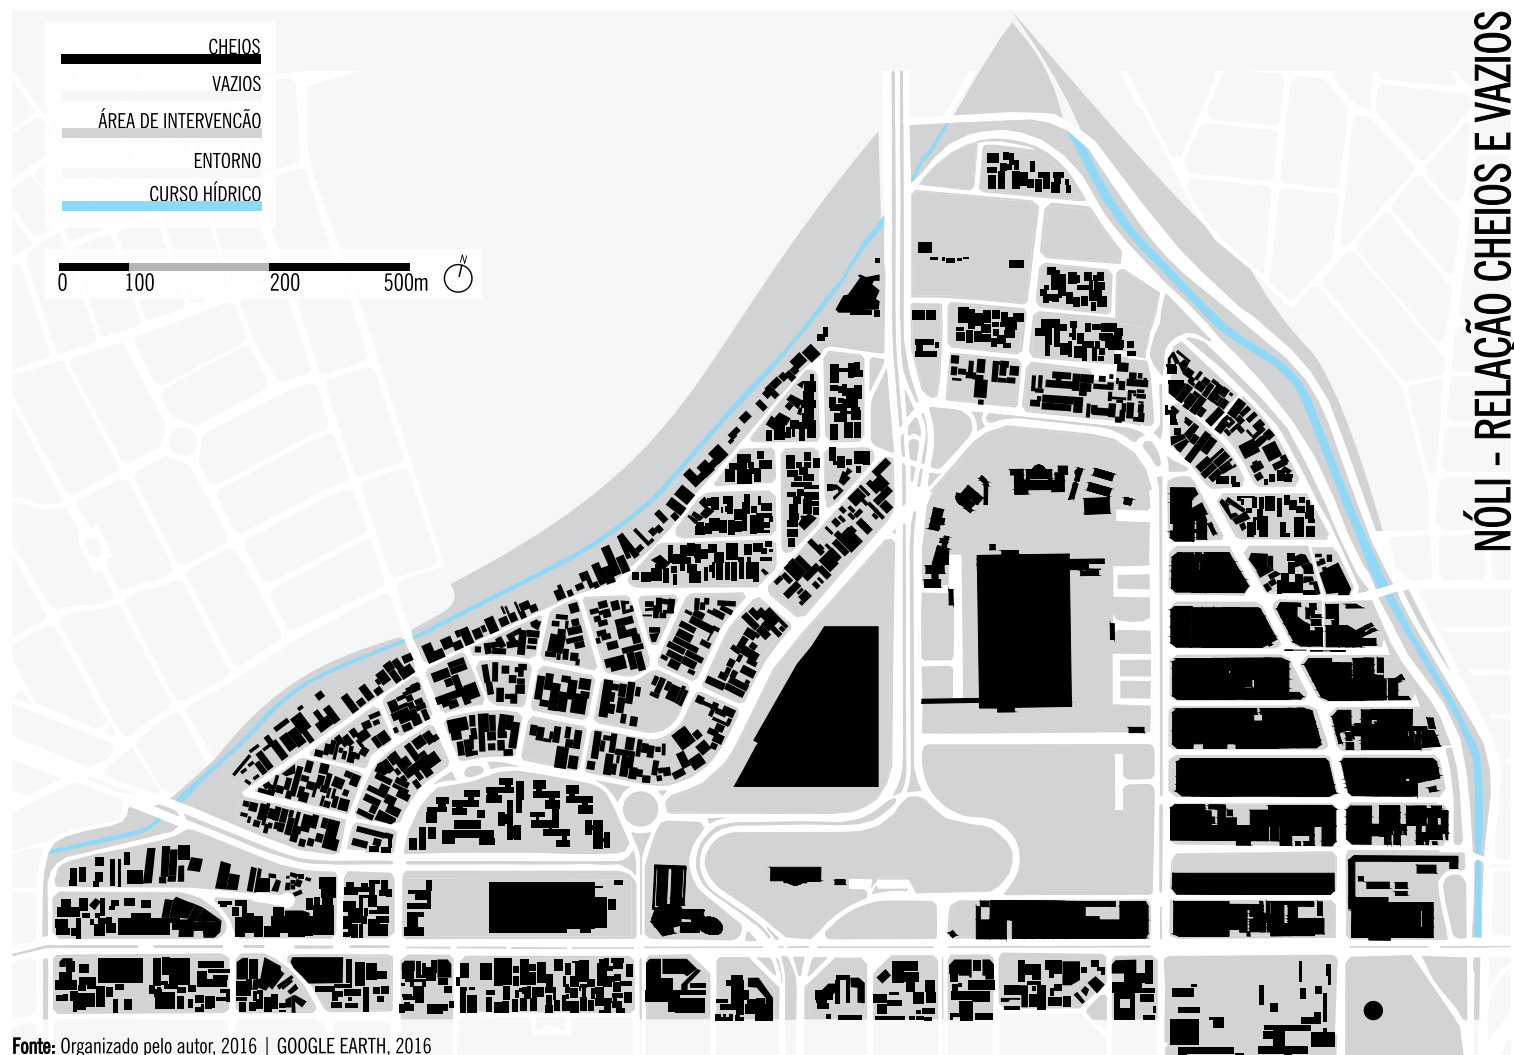 CHEIOS
VAZIOS
ÁREA DE INTERVENCÃO
ENTORNO
CURSO HÍDRICO
0 100 200 500m
N
NÓLI - RELAÇÃO CHEIOS E VAZIOS
Fonte: Organizado pelo autor, 2016 | GOOGLE EARTH, 2016